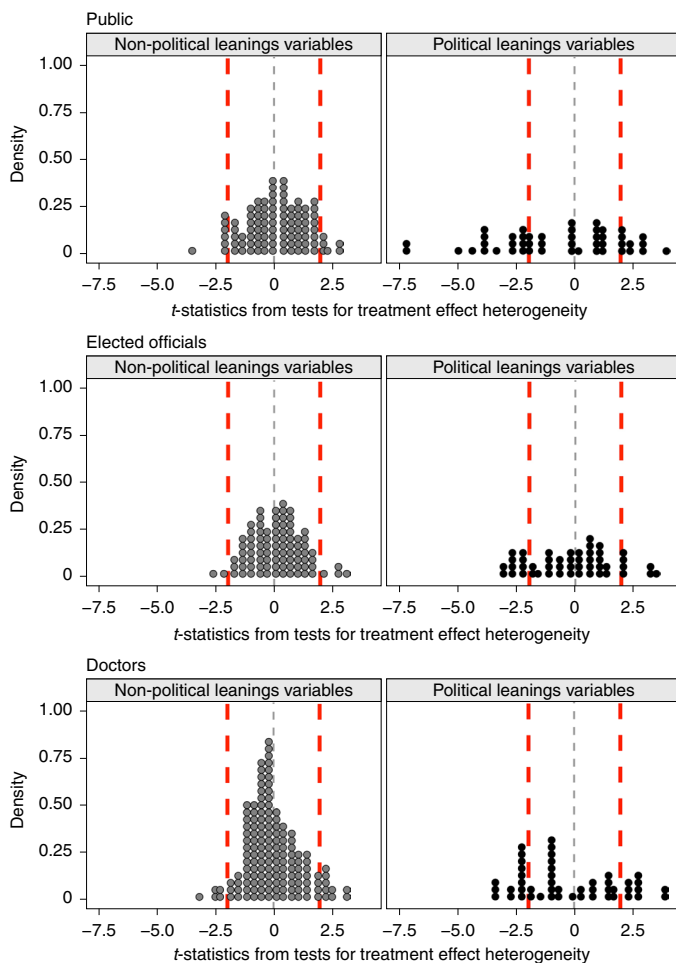 Public
Non-political leanings variables Political leanings variables
1.00
0.75
0.50
0.25
0
Density
−7.5 −5.0 −2.5 0 2.5 −7.5 −5.0 −2.5 0 2.5
t-statistics from tests for treatment effect heterogeneity
Elected officials
Non-political leanings variables Political leanings variables
1.00
0.75
0.50
0.25
0
Density
−7.5 −5.0 −2.5 0 2.5 −7.5 −5.0 −2.5 0 2.5
t-statistics from tests for treatment effect heterogeneity
Doctors
Non-political leanings variables Political leanings variables
1.00
0.75
0.50
0.25
0
Density
−7.5 −5.0 −2.5 0 2.5 −7.5 −5.0 −2.5 0 2.5
t-statistics from tests for treatment effect heterogeneity